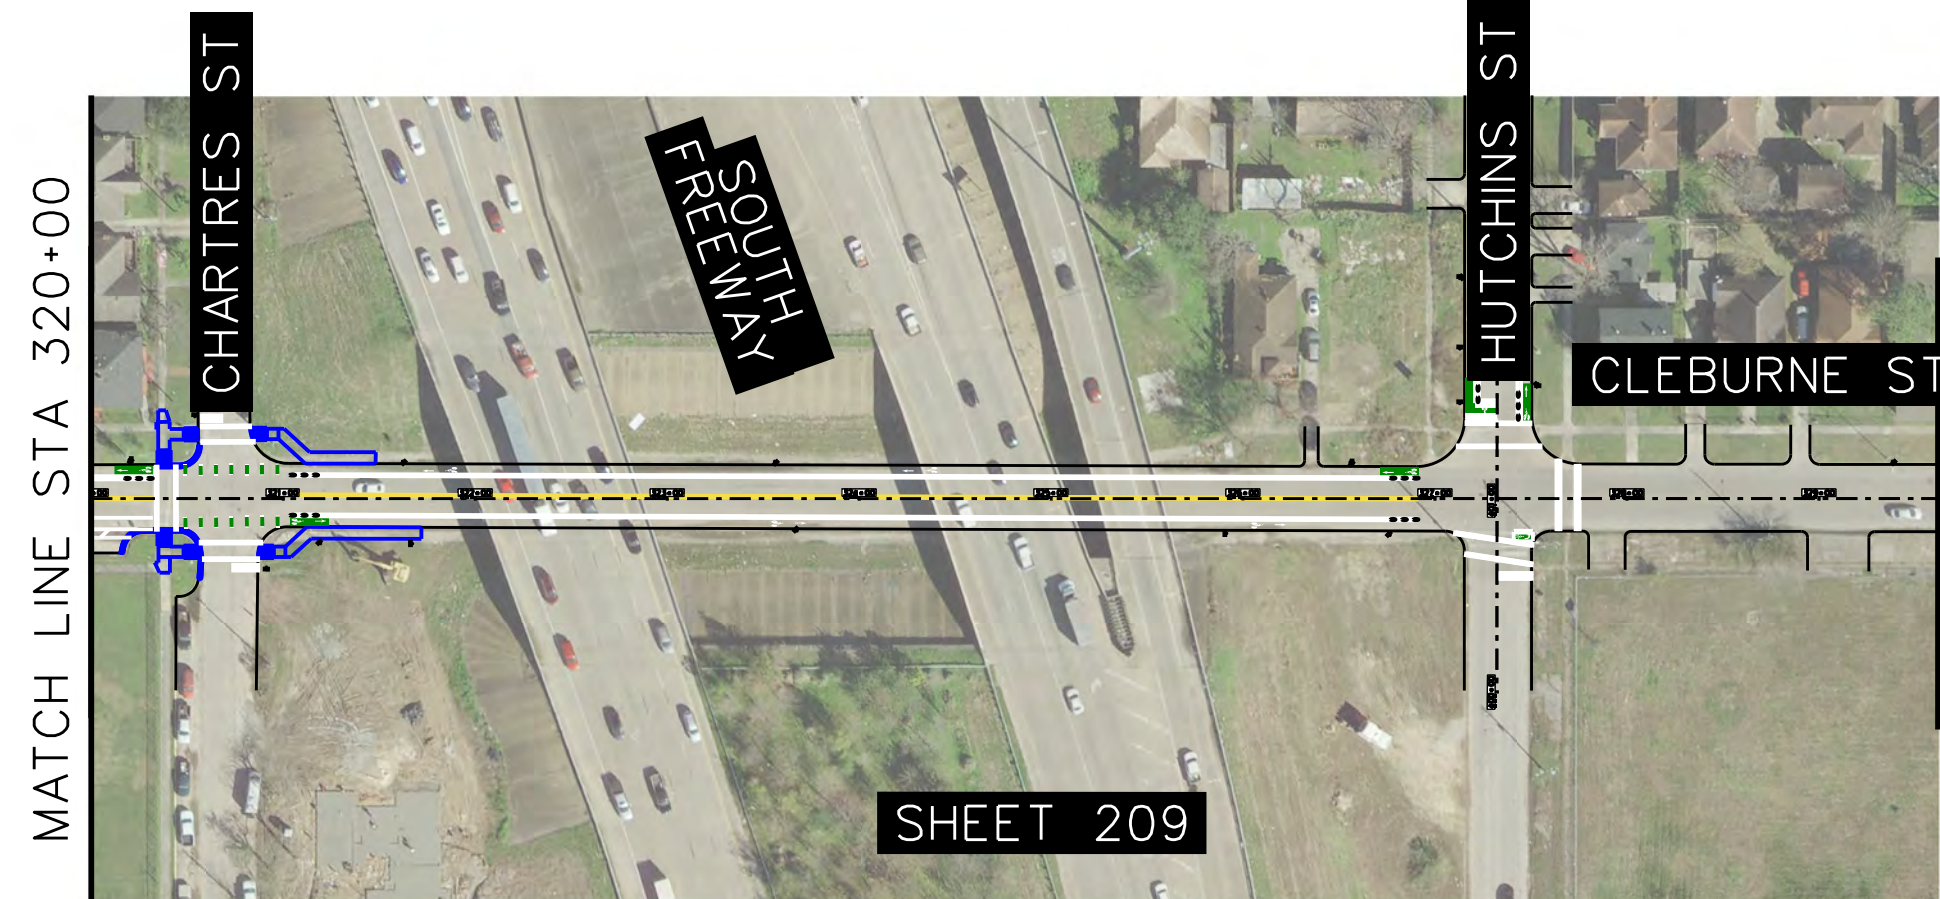 MATCH LINE STA 320+00
CHARTRES ST
SOUTH
FREEWAY
HUTCHINS ST
CLEBURNE ST
SHEET 209